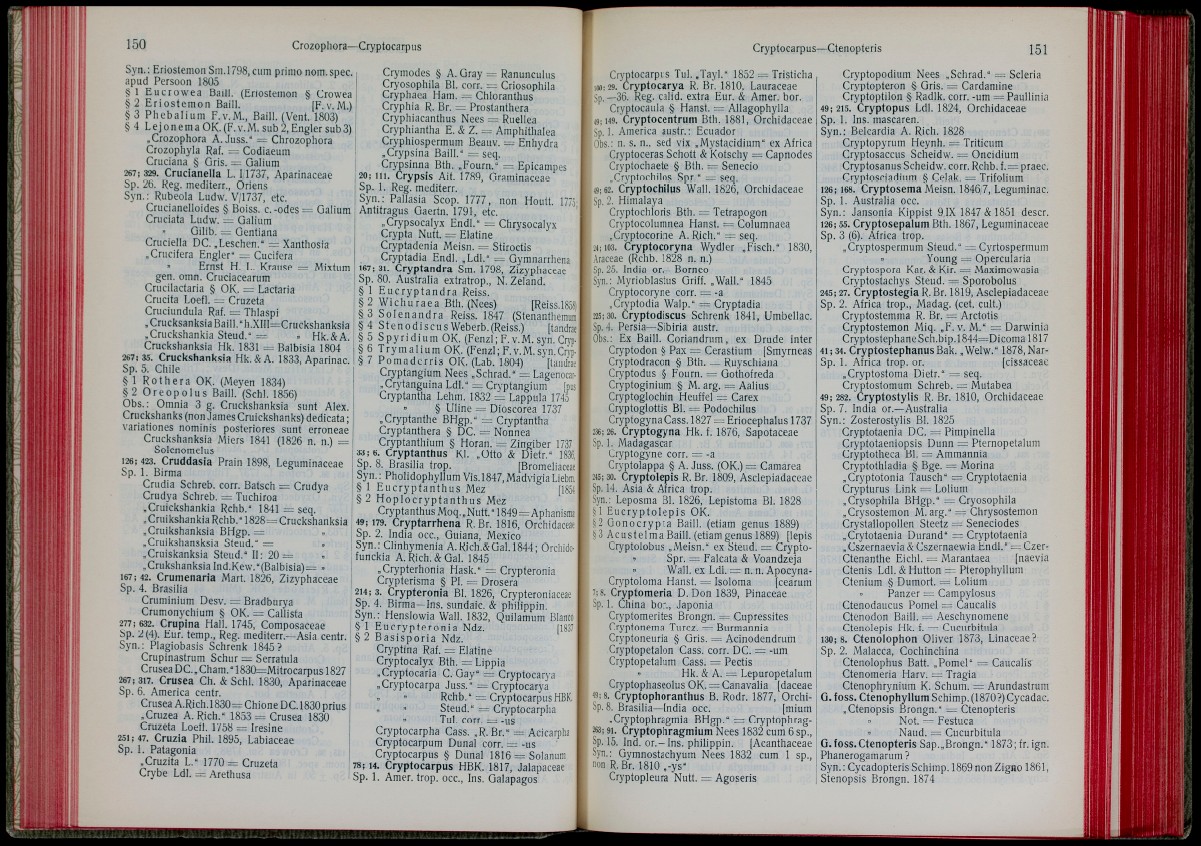 150
Crozophora—Cryptocarpus
Syn.: Eriostemon Sm.1798, cum primo nom. spec.
apud Persoon 1805
§ 1 Eucrowea Baill. (Eriostemon § Crowea
§ 2 Eriostemon Baill. [F. v. M.)
§ 3 Phebalium F. v. M., Baill. (Vent. 1803)
§ 4 Lejonema OK. (F. v. M. sub 2, Engler sub 3)
„Crozophora A. Juss.“ = Chrozophora
Crozophyla Raf. = Codiaeum
Cruciana § Gris. = Galium
267; 329. Crucianella L. I:1737, Aparinaceae
Sp. 26. Reg. mediterr., Oriens
Syn.: Rubeola Ludw. V/1737, etc.
Crucianelloides § Boiss. c. -odes = Galium
Cruciata Ludw. = Galium
„ Gilib. = Gentiana
Cruciella DC. „Leschen.“ = Xanthosia
„Crucifera Engler“ = Cucifera
„ Ernst H. L. Krause = Mixtum
gen. omn. Cruciacearum
Crucilactaria § OK. = Lactaria
Crucita Loefl. = Cruzeta
Cruciundula Raf. = Thlaspi
„Crucksanksia Baill.“ h.XIII = Cruckshanksia
„Cruckshankia Steud.“ = „ Hk. & A.
Cruckshanksia Hk. 1831 = Balbisia 1804
267; 35. Cruckshanksia Hk. & A. 1833, Aparinac.
Sp. 5. Chile
§ 1 Rothera OK. (Meyen 1834)
§ 2 Oreopolus Baill. (Schl. 1856)
Obs.: Omnia 3 g. Cruckshanksia sunt Alex.
Cruckshanks (non James Cruickshanks) dedicata;
variationes nominis posteriores sunt erroneae
Cruckshanksia Miers 1841 (1826 n. n.) =
Solenomelus
126; 423. Cruddasia Prain 1898, Leguminaceae
Sp. 1. Birma
Crudia Schreb. corr. Batsch = Crudya
Crudya Schreb. = Tuchiroa
„Cruickshankia Rchb.“ 1841 = seq.
„Cruikshankia Rchb.“ 1828 = Cruckshanksia
„Cruikshanksia BHgp. = „
„Crukshansksia Steud.“ = „
„Cruiskanksia Steud.“ II: 20 = „
„Crukshanksia Ind.Kew.“(Balbisia) = „
167; 42. Crumenaria Mart. 1826, Zizyphaceae
Sp. 4. Brasilia
Cruminium Desv. = Bradburya
Crumonychium § OK. = Callista
277; 632. Crupina Hall. 1745, Composaceae
Sp. 2 (4). Eur. temp., Reg. mediterr.—Asia centr.
Syn.: Plagiobasis Schrenk 1845?
Crupinastrum Schur = Serratula
Crusea DC. „Cham.“ 1830 = Mitrocarpus 1827
267; 317. Crusea Ch. & Schl. 1830, Aparinaceae
Sp. 6. America centr.
Crusea A.Rich. 1830 = Chione DC. 1830 prius
„Cruzea A. Rich.“ 1853 = Crusea 1830
Cruzeta Loefl. 1758 = Iresine
251; 47. Cruzia Phil. 1895, Labiaceae
Sp. 1. Patagonia
„Cruzita L.“ 1770 = Cruzeta
Crybe Ldl. = Arethusa
Crymodes § A. Gray = Ranunculus
Cryosophila Bl. corr. = Criosophila
Cryphaea Ham. = Chloranthus
Cryphia R. Br. = Prostanthera
Cryphiacanthus Nees = Ruellea
Cryphiantha E. & Z. = Amphithalea
Cryphiospermum Beauv. = Enhydra
„Crypsina Baill.“ = seq.
Crypsinna Bth. „Fourn.“ = Epicampes
20; 111. Crypsis Ait. 1789, Graminaceae
Sp. 1. Reg. mediterr.
Syn.: Pallasia Scop. 1777, non Houtt. 1775,
Antitragus Gaertn. 1791, etc.
„Crypsocalyx Endl.“ = Chrysocalyx
Crypta Nutt. = Elatine
Cryptadenia Meisn. = Stiroctis
Cryptadia Endl. „Ldl.“ = Gymnarrhena
167; 31. Cryptandra Sm. 1798, Zizyphaceae
Sp. 80. Australia extratrop., N. Zeland.
§ 1 Eucryptandra Reiss.
§ 2 Wichuraea Bth. (Nees) [Reiss.1858)
§ 3 Solenandra Reiss. 1847 (Stenanthemum
§ 4 Stenodiscus Weberb. (Reiss.) [tandrae
§ 5 Spyridium OK. (Fenzl; F. v. M. syn. Cryp-
§ 6 Trymalium OK. (Fenzl; F. v. M. syn. Cryp-
§ 7 Pomaderris OK. (Lab. 1804) [tandrae
Cryptangium Nees „Schrad.“ = Lagenocar-
„Crytanguina Ldl.“ = Cryptangium [pus
Cryptantha Lehm. 1832 = Lappula 1745
„ § Uline = Dioscorea 1737
„Cryptanthe BHgp.“ = Cryptantha
Cryptanthera § DC. = Nonnea
Cryptanthium § Horan. = Zingiber 1737
33; 6. Cryptanthus Kl. „Otto & Dietr.“ 1836,
Sp. 8. Brasilia trop. [Bromeliaceae
Syn.: Pholidophyllum Vis.1847, Madvigia Liebm.
§ 1 Eucryptanthus Mez [1854
§ 2 Hoplocryptanthus Mez
Cryptanthus Moq. „Nutt.“ 1849 = Aphanisma
49; 179. Cryptarrhena R. Br. 1816, Orchidaceae
Sp. 2. India occ., Guiana, Mexico
Syn.: Clinhymenia A. Rich. & Gal. 1844; Orchido-
funckia A. Rich. & Gal. 1845
„Crypterhonia Hask.“ = Crypteronia
Crypterisma § Pl. = Drosera
214; 3. Crypteronia Bl. 1826, Crypteroniaceae
Sp. 4. Birma—Ins. sundaic. & philippin.
Syn.: Henslowia Wall. 1832, Quilamum Blanco
§ 1 Eucrypteronia Ndz. [1837
§ 2 Basisporia Ndz.
Cryptina Raf. = Elatine
Cryptocalyx Bth. = Lippia
„Cryptocaria C. Gay“ = Cryptocarya
„Cryptocarpa Juss.“ = Cryptocarya
„ Rchb.“ = Cryptocarpus HBK.
„ Steud.“ = Cryptocarpha
„ Tul. corr. = -us
Cryptocarpha Cass. „R. Br.“ = Acicarpha
Cryptocarpum Dunal corr. = -us
Cryptocarpus § Dunal 1816 = Solanum
78; 14. Cryptocarpus HBK. 1817, Jalapaceae
Sp. 1. Amer. trop. occ., Ins. Galapagos
Cryptocarpus—Ctenopteris
151
Cryptocarpus Tul. „Tayl.“ 1852 = Tristicha
29. Cryptocarya R. Br. 1810, Lauraceae
Sp. —36. Reg. calid. extra Eur. & Amer. bor.
Cryptocaula § Hanst. = Allagophylla
49; 149. Cryptocentrum Bth. 1881, Orchidaceae
Sp. 1. America austr.: Ecuador
Obs.: n. s. n., sed vix „Mystacidium“ ex Africa
Cryptoceras Schott & Kotschy = Capnodes
Cryptochaete § Bth. = Senecio
„Cryptochilos Spr.“ = seq.
49; 62. Cryptochilus Wall. 1826, Orchidaceae
Sp. 2. Himalaya
Cryptochloris Bth. = Tetrapogon
Cryptocolumnea Hanst. = Columnaea
„Cryptocorine A. Rich.“ = seq.
24; 103. Cryptocoryna Wydler „Fisch.“ 1830,
Araceae (Rchb. 1828 n. n.)
Sp. 25. India or. Borneo
Syn.: Myrioblastus Griff. „Wall.“ 1845
Cryptocoryne corr. = -a
„Cryptodia Walp.“ = Cryptadia
225; 30. Cryptodiscus Schrenk 1841, Umbellac.
Sp. 4. Persia—Sibiria austr.
Obs.: Ex Baill. Coriandrum, ex Drude inter
Cryptodon § Pax = Cerastium [Smyrneas
Cryptodracon § Bth. = Ruyschiana
Cryptodus § Fourn. = Gothofreda
Cryptoginium § M. arg. = Aalius
Cryptoglochin Heuffel = Carex
Cryptoglottis Bl. = Podochilus
Cryptogyna Cass. 1827 = Eriocephalus 1737
236; 26. Cryptogyna Hk. f. 1876, Sapotaceae
Sp. 1. Madagascar
Cryptogyne corr. = -a
Cryptolappa § A. Juss. (OK.) = Camarea
245; 30. Cryptolepis R. Br. 1809, Asclepiadaceae
Sp. 14. Asia & Africa trop.
Syn.: Leposma Bl. 1826, Lepistoma Bl. 1828
§ 1 Eucryptolepis OK.
§ 2 Gonocrypta Baill. (etiam genus 1889)
§ 3 Acustelma Baill. (etiam genus 1889) [lepis
Cryptolobus „Meisn.“ ex Steud. = Crypto-
„ Spr. = Falcata & Voandzeja
„ Wall. ex Ldl. = n. n. Apocyna-
Cryptoloma Hanst. = Isoloma [cearum
7; 8. Cryptomeria D. Don 1839, Pinaceae
Sp. 1. China bor., Japonia
Cryptomerites Brongn. = Cupressites
Cryptonema Turcz. = Burmannia
Cryptoneuria § Gris. = Acinodendrum
Cryptopetalon Cass. corr. DC. = -um
Cryptopetalum Cass. = Pectis
„ Hk. & A. = Lepuropetalum
Cryptophaseolus OK. = Canavalia [daceae
49; 8. Cryptophoranthus B. Rodr. 1877, Orchi-
Sp. 8. Brasilia—India occ. [mium
„Cryptophragmia BHgp.“ = Cryptophrag-
263; 91. Cryptophragmium Nees 1832 cum 6 sp.,
Sp. 15. Ind. or.—Ins. philippin. [Acanthaceae
Syn.: Gymnostachyum Nees 1832 cum 1 sp.,
non R. Br. 1810 „-ys“
Cryptopleura Nutt. = Agoseris
Cryptopodium Nees „Schrad.“ = Scleria
Cryptopteron § Gris. = Cardamine
Cryptoptilon § Radlk. corr. -um = Paullinia
49; 215. Cryptopus Ldl. 1824, Orchidaceae
Sp. 1. Ins. mascaren.
Syn.: Belcardia A. Rich. 1828
Cryptopyrum Heynh. = Triticum
Cryptosaccus Scheidw. = Oncidium
Cryptosanus Scheidw. corr. Rchb. f. = praec.
Cryptosciadium § Celak. = Trifolium
126; 168. Cryptosema Meisn. 1846/7, Leguminac.
Sp. 1. Australia occ.
Syn.: Jansonia Kippist 9.IX 1847 & 1851 descr.
126; 55. Cryptosepalum Bth. 1867, Leguminaceae
Sp. 3 (6). Africa trop.
„Cryptospermum Steud.“ = Cyrtospermum
„ Young = Opercularia
Cryptospora Kar. & Kir. = Maximowasia
Cryptostachys Steud. = Sporobolus
245; 27. Cryptostegia R. Br. 1819, Asclepiadaceae
Sp. 2. Africa trop., Madag. (cet. cult.)
Cryptostemma R. Br. = Arctotis
Cryptostemon Miq. „F. v. M.“ = Darwinia
Cryptostephane Sch.bip. 1844 = Dicoma 1817
41; 34. Cryptostephanus Bak. „Welw.“ 1878, Nar-
Sp. 1. Africa trop. or. [cissaceae
„Cryptostoma Dietr.“ = seq.
Cryptostomum Schreb. = Mutabea
49; 282. Cryptostylis R. Br. 1810, Orchidaceae
Sp. 7. India or.—Australia
Syn.: Zosterostylis Bl. 1825
Cryptotaenia DC. = Pimpinella
Cryptotaeniopsis Dunn = Pternopetalum
Cryptotheca Bl. = Ammannia
Cryptothladia § Bge. = Morina
„Cryptotonia Tausch“ = Cryptotaenia
Crypturus Link = Lolium
„Crysophila BHgp.“ = Cryosophila
„Crysostemon M. arg.“ = Chrysostemon
Crystallopollen Steetz = Seneciodes
„Crytotaenia Durand“ = Cryptotaenia
„Cszernaevia & Cszernaewia Endl.“ = Czer-
Ctenanthe Eichl. = Marantaea [naevia
Ctenis Ldl. & Hutton = Pterophyllum
Ctenium § Dumort. = Lolium
„ Panzer = Campylosus
Ctenodaucus Pomel = Caucalis
Ctenodon Baill. = Aeschynomene
Ctenolepis Hk. f. = Cucurbitula
130; 8. Ctenolophon Oliver 1873, Linaceae?
Sp. 2. Malacca, Cochinchina
Ctenolophus Batt. „Pomel“ = Caucalis
Ctenomeria Harv. = Tragia
Ctenophrynium K. Schum. = Arundastrum
G. foss. Ctenophyllum Schimp. (1870?) Cycadac.
„Ctenopsis Brongn.“ = Ctenopteris
„ Not. = Festuca
„ Naud. = Cucurbitula
G. foss. Ctenopteris Sap. „Brongn.“ 1873; fr. ign.
Phanerogamarum?
Syn.: Cycadopteris Schimp. 1869 non Zigno 1861,
Stenopsis Brongn. 1874